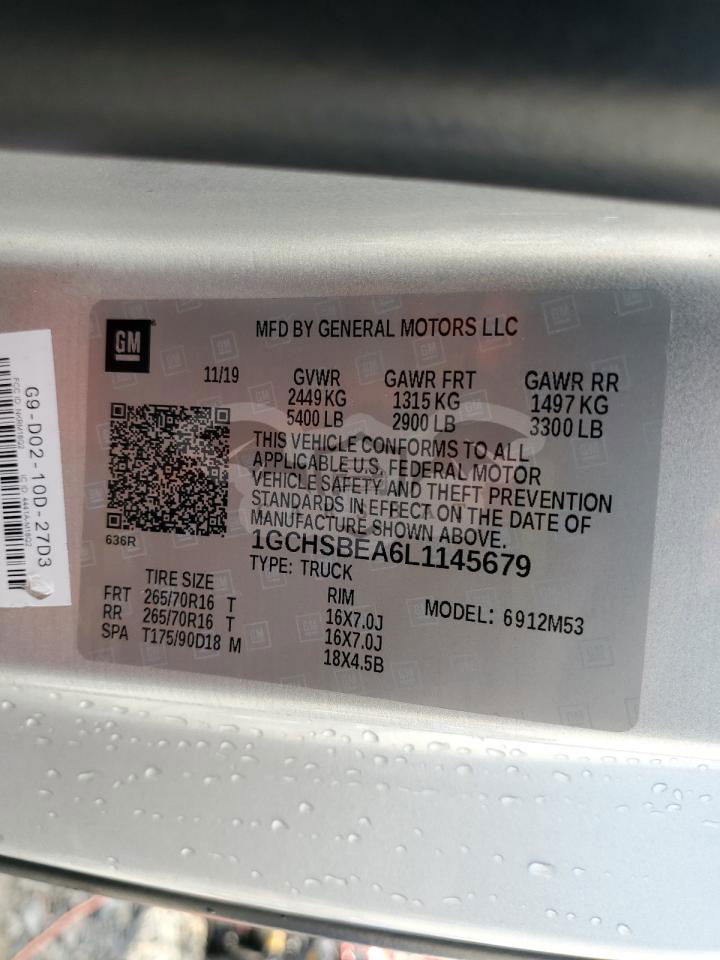 GM
MFD BY GENERAL MOTORS LLC
11/19 GVWR GAWR FRT GAWR RR
2449 KG 1315 KG 1497 KG
5400 LB 2900 LB 3300 LB
THIS VEHICLE CONFORMS TO ALL
APPLICABLE U.S. FEDERAL MOTOR
VEHICLE SAFETY AND THEFT PREVENTION
STANDARDS IN EFFECT ON THE DATE OF
MANUFACTURE SHOWN ABOVE.
636R
1GCHSBEA6L1145679
TYPE: TRUCK
TIRE SIZE RIM MODEL: 6912M53
FRT 265/70R16 T 16X7.0J
RR 265/70R16 T 16X7.0J
SPA T175/90D18 M 18X4.5B
G9-D02-10D-27D3